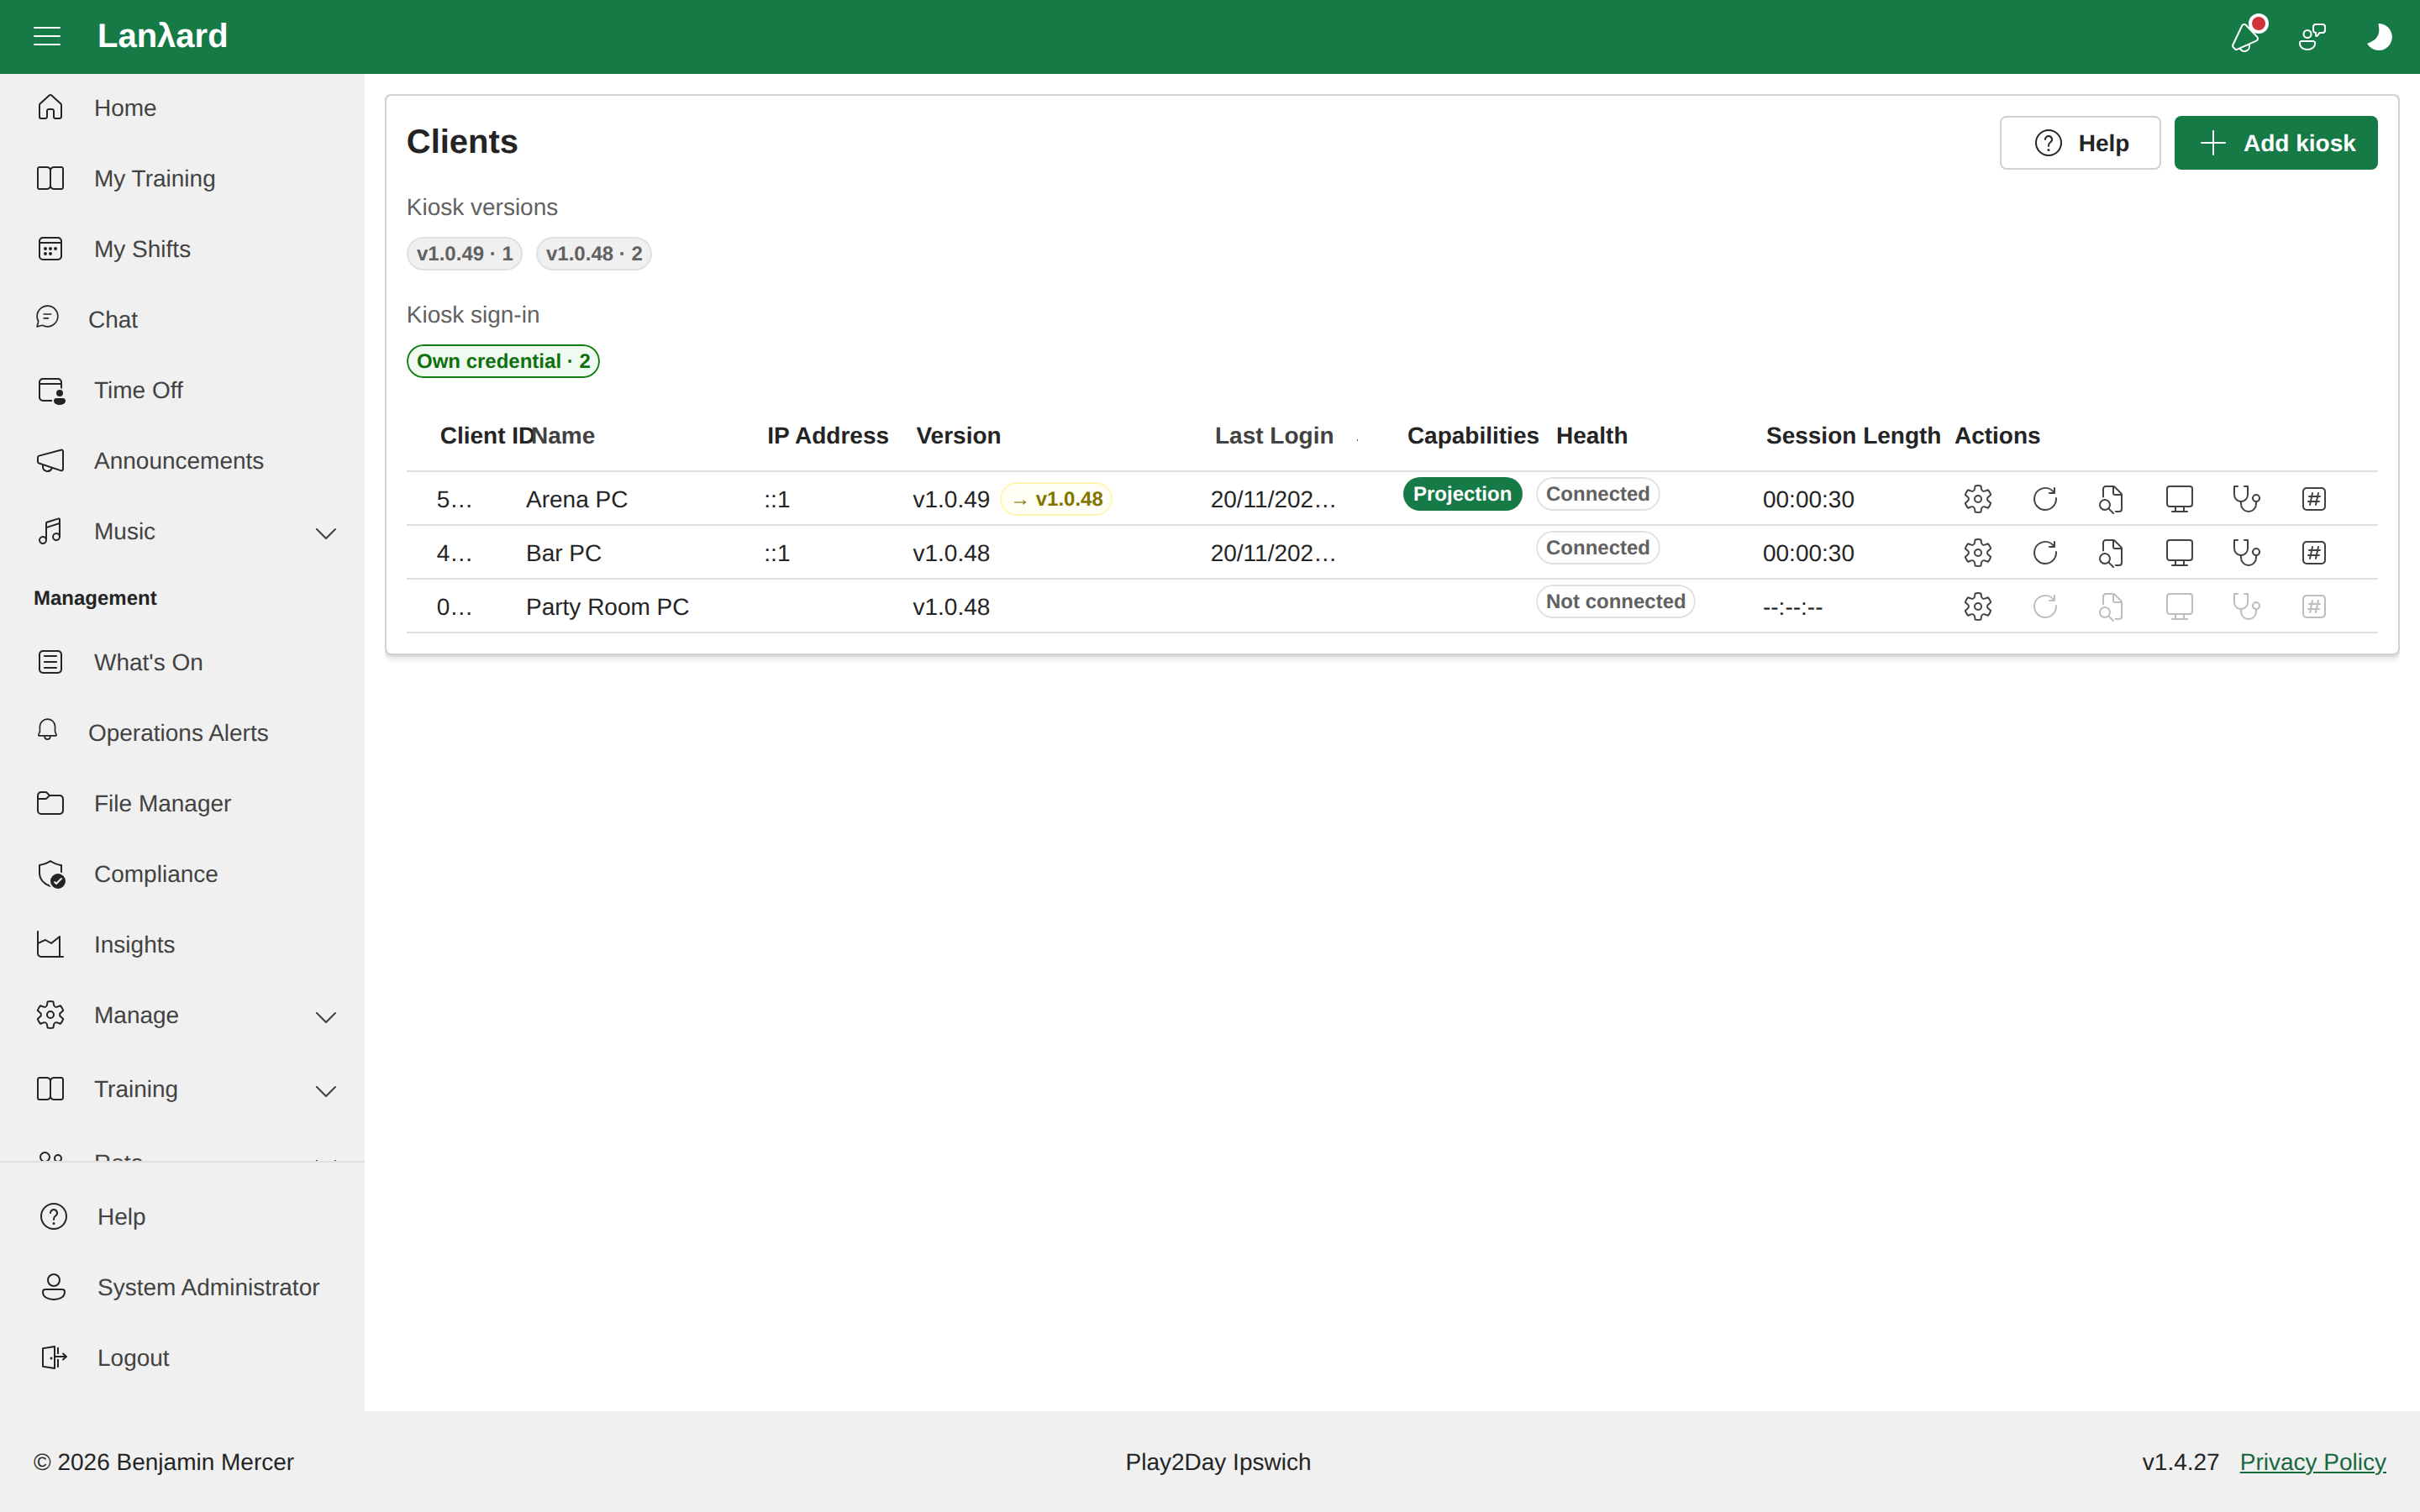 Lanλard
Home
My Training
My Shifts
Chat
Time Off
Announcements
Music
Management
What's On
Operations Alerts
File Manager
Compliance
Insights
Manage
Training
Help
System Administrator
Logout
Clients
Help
Add kiosk
Kiosk versions
v1.0.49 · 1 v1.0.48 · 2
Kiosk sign-in
Own credential · 2
Client ID Name IP Address Version Last Login Capabilities Health Session Length Actions
5… Arena PC ::1 v1.0.49 → v1.0.48 20/11/202… Projection Connected 00:00:30
4… Bar PC ::1 v1.0.48 20/11/202… Connected 00:00:30
0… Party Room PC v1.0.48 Not connected --:--:--
© 2026 Benjamin Mercer Play2Day Ipswich v1.4.27 Privacy Policy